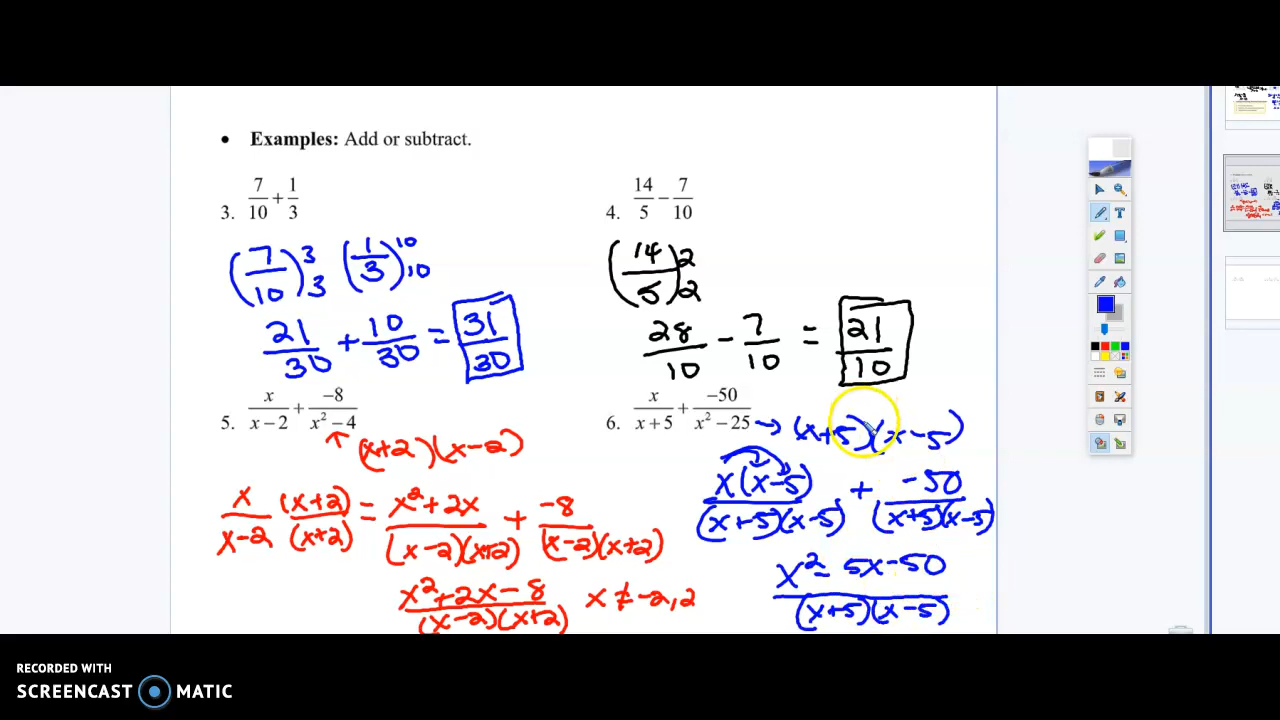 • Examples: Add or subtract.
3. 7/10 + 1/3
(7/10) 3/3 (1/3) 10/10
21/30 + 10/30 = 31/30
4. 14/5 − 7/10
(14/5) 2/2
28/10 − 7/10 = 21/10
5. x/(x − 2) + −8/(x² − 4)
↑ (x+2)(x−2)
x/(x−2) (x+2)/(x+2) = (x²+2x)/((x−2)(x+2)) + −8/((x−2)(x+2))
(x²+2x−8)/((x−2)(x+2)) x ≠ −2,2
6. x/(x + 5) + −50/(x² − 25) → (x+5)(x−5)
x(x−5)/((x+5)(x−5)) + −50/((x+5)(x−5))
(x²−5x−50)/((x+5)(x−5))
RECORDED WITH
SCREENCAST MATIC